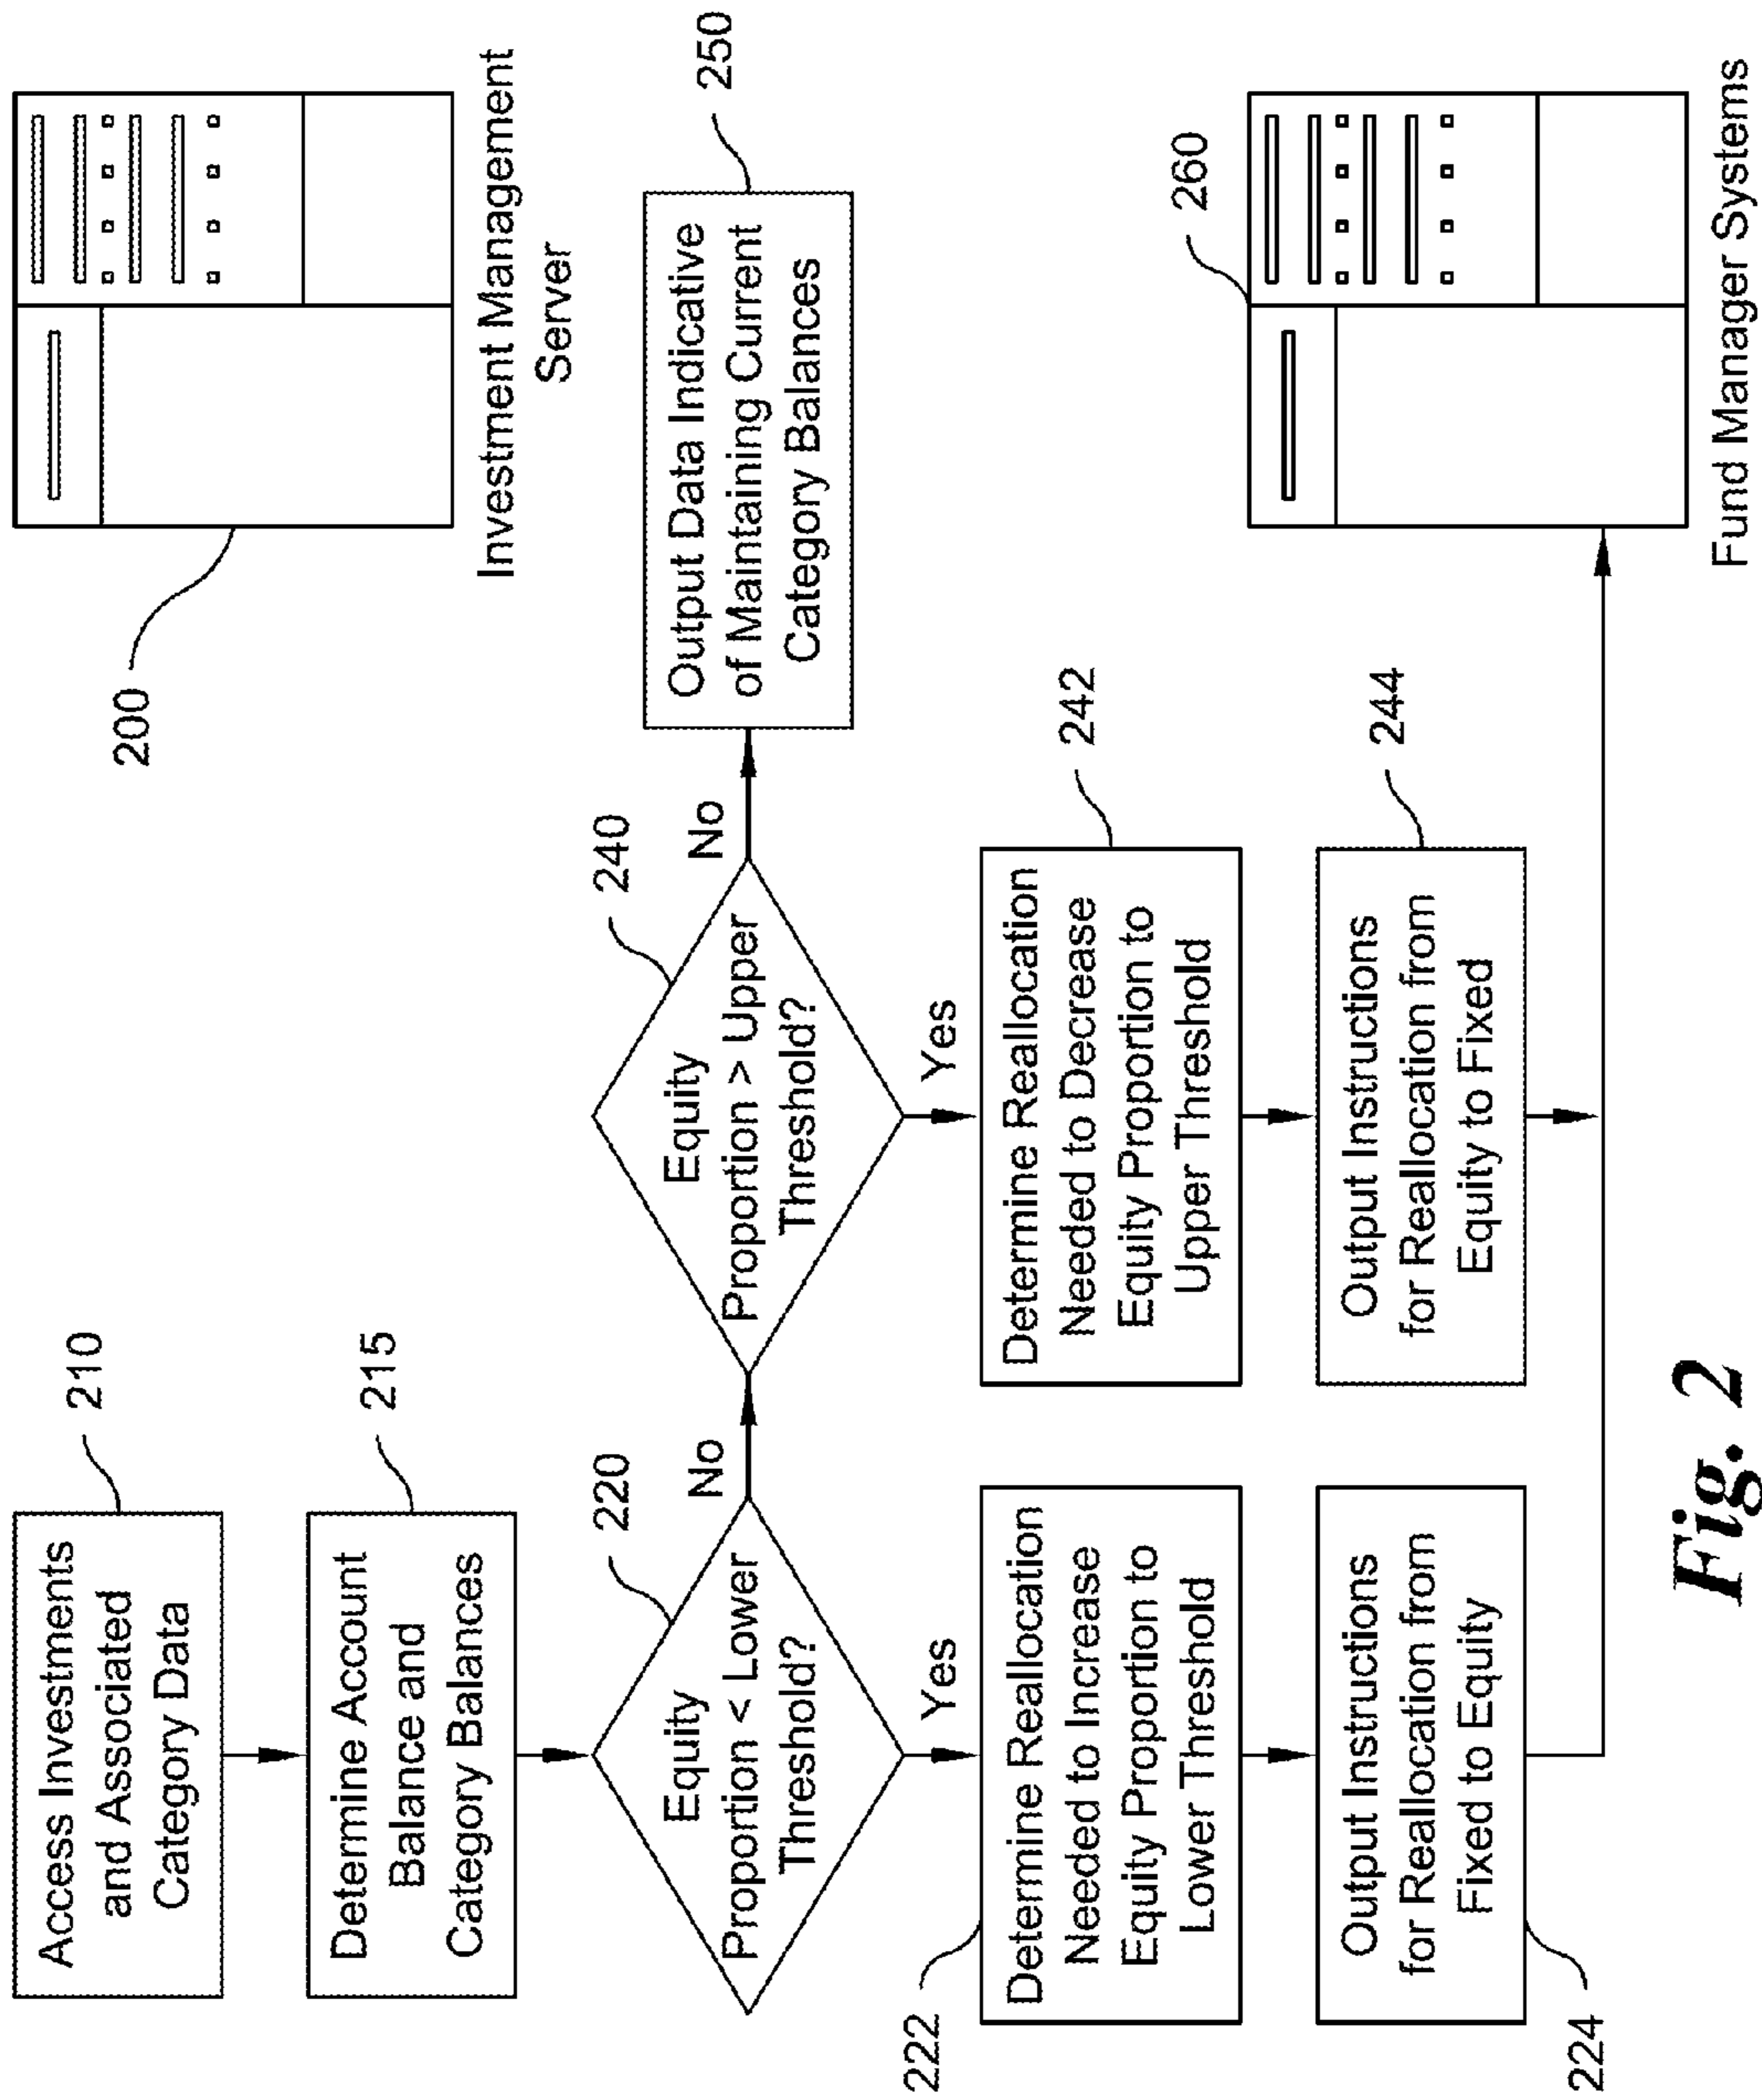 Access Investments
and Associated
Category Data
210
Determine Account
Balance and
Category Balances
215
200
Investment Management
Server
Equity
Proportion < Lower
Threshold?
220
No
Equity
Proportion > Upper
Threshold?
240
No
Output Data Indicative
of Maintaining Current
Category Balances
250
Yes
Determine Reallocation
Needed to Increase
Equity Proportion to
Lower Threshold
222
Yes
Determine Reallocation
Needed to Decrease
Equity Proportion to
Upper Threshold
242
Output Instructions
for Reallocation from
Fixed to Equity
224
Output Instructions
for Reallocation from
Equity to Fixed
244
260
Fund Manager Systems
Fig. 2